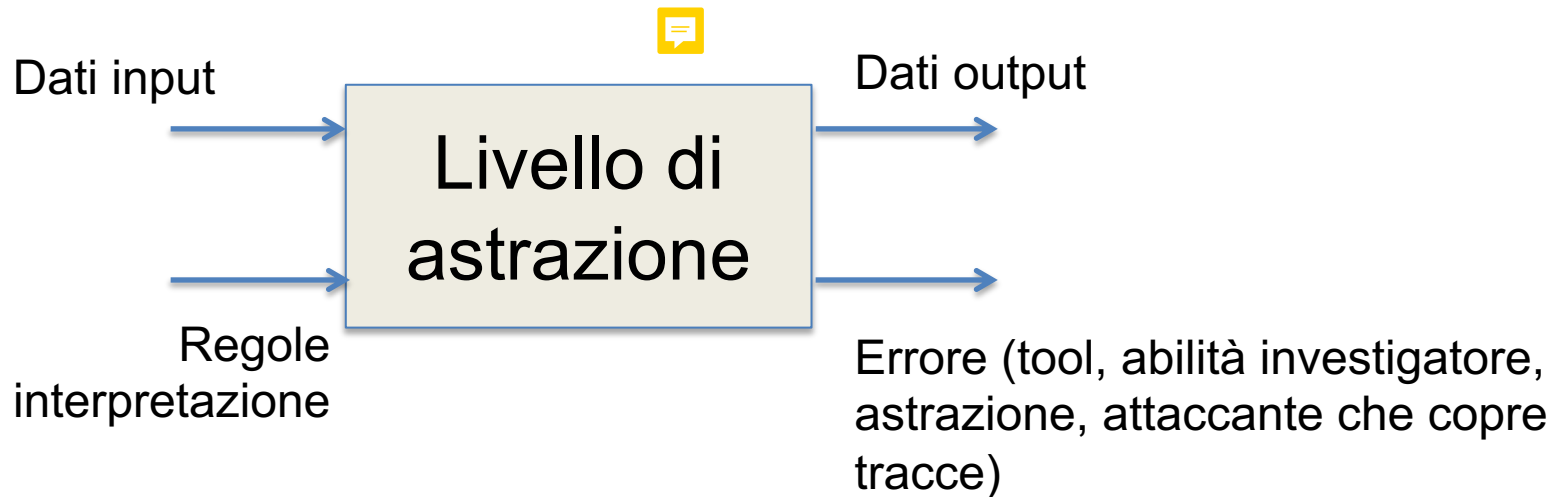 Dati input
Dati output
Livello di
astrazione
Regole
interpretazione
Errore (tool, abilità investigatore,
astrazione, attaccante che copre
tracce)